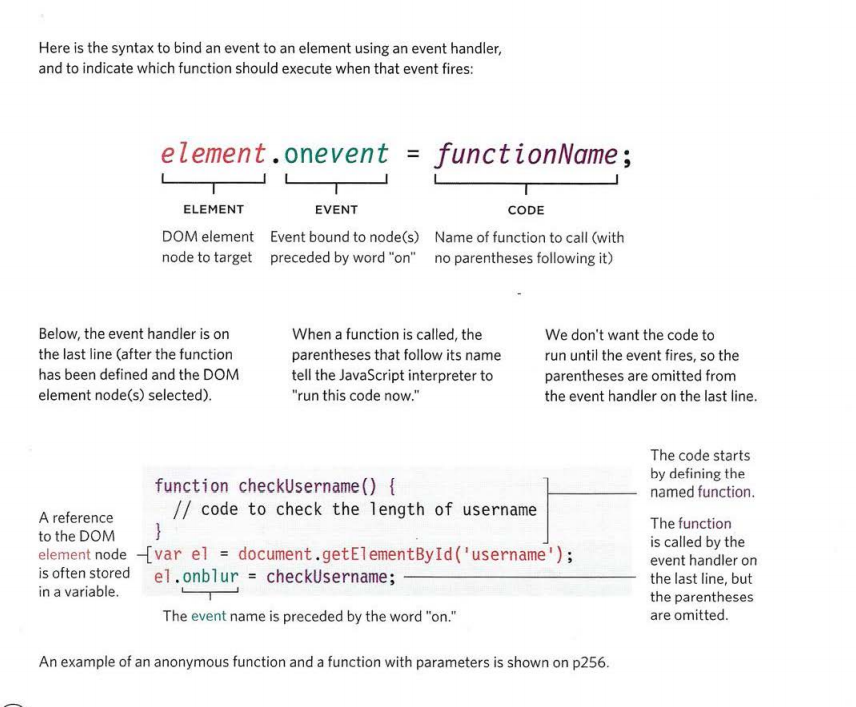 Here is the syntax to bind an event to an element using an event handler,
and to indicate which function should execute when that event fires:
element.onevent = functionName;
ELEMENT
DOM element
node to target
EVENT
Event bound to node(s)
preceded by word "on"
CODE
Name of function to call (with
no parentheses following it)
Below, the event handler is on
the last line (after the function
has been defined and the DOM
element node(s) selected).
When a function is called, the
parentheses that follow its name
tell the JavaScript interpreter to
"run this code now."
We don't want the code to
run until the event fires, so the
parentheses are omitted from
the event handler on the last line.
A reference
to the DOM
element node
is often stored
in a variable.
function checkUsername() {
// code to check the length of username
}
var el = document.getElementById('username');
el.onblur = checkUsername;
The event name is preceded by the word "on."
The code starts
by defining the
named function.
The function
is called by the
event handler on
the last line, but
the parentheses
are omitted.
An example of an anonymous function and a function with parameters is shown on p256.